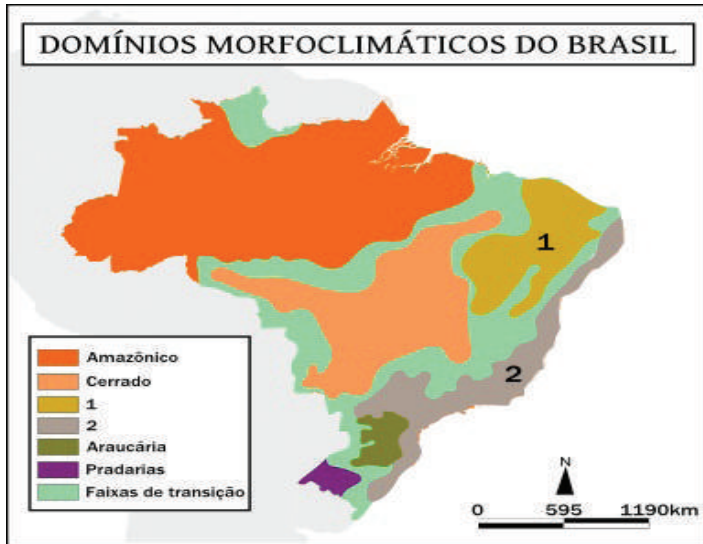 DOMÍNIOS MORFOCLIMÁTICOS DO BRASIL
1
2
Amazônico
Cerrado
1
2
Araucária
Pradarias
Faixas de transição
N
0 595 1190km